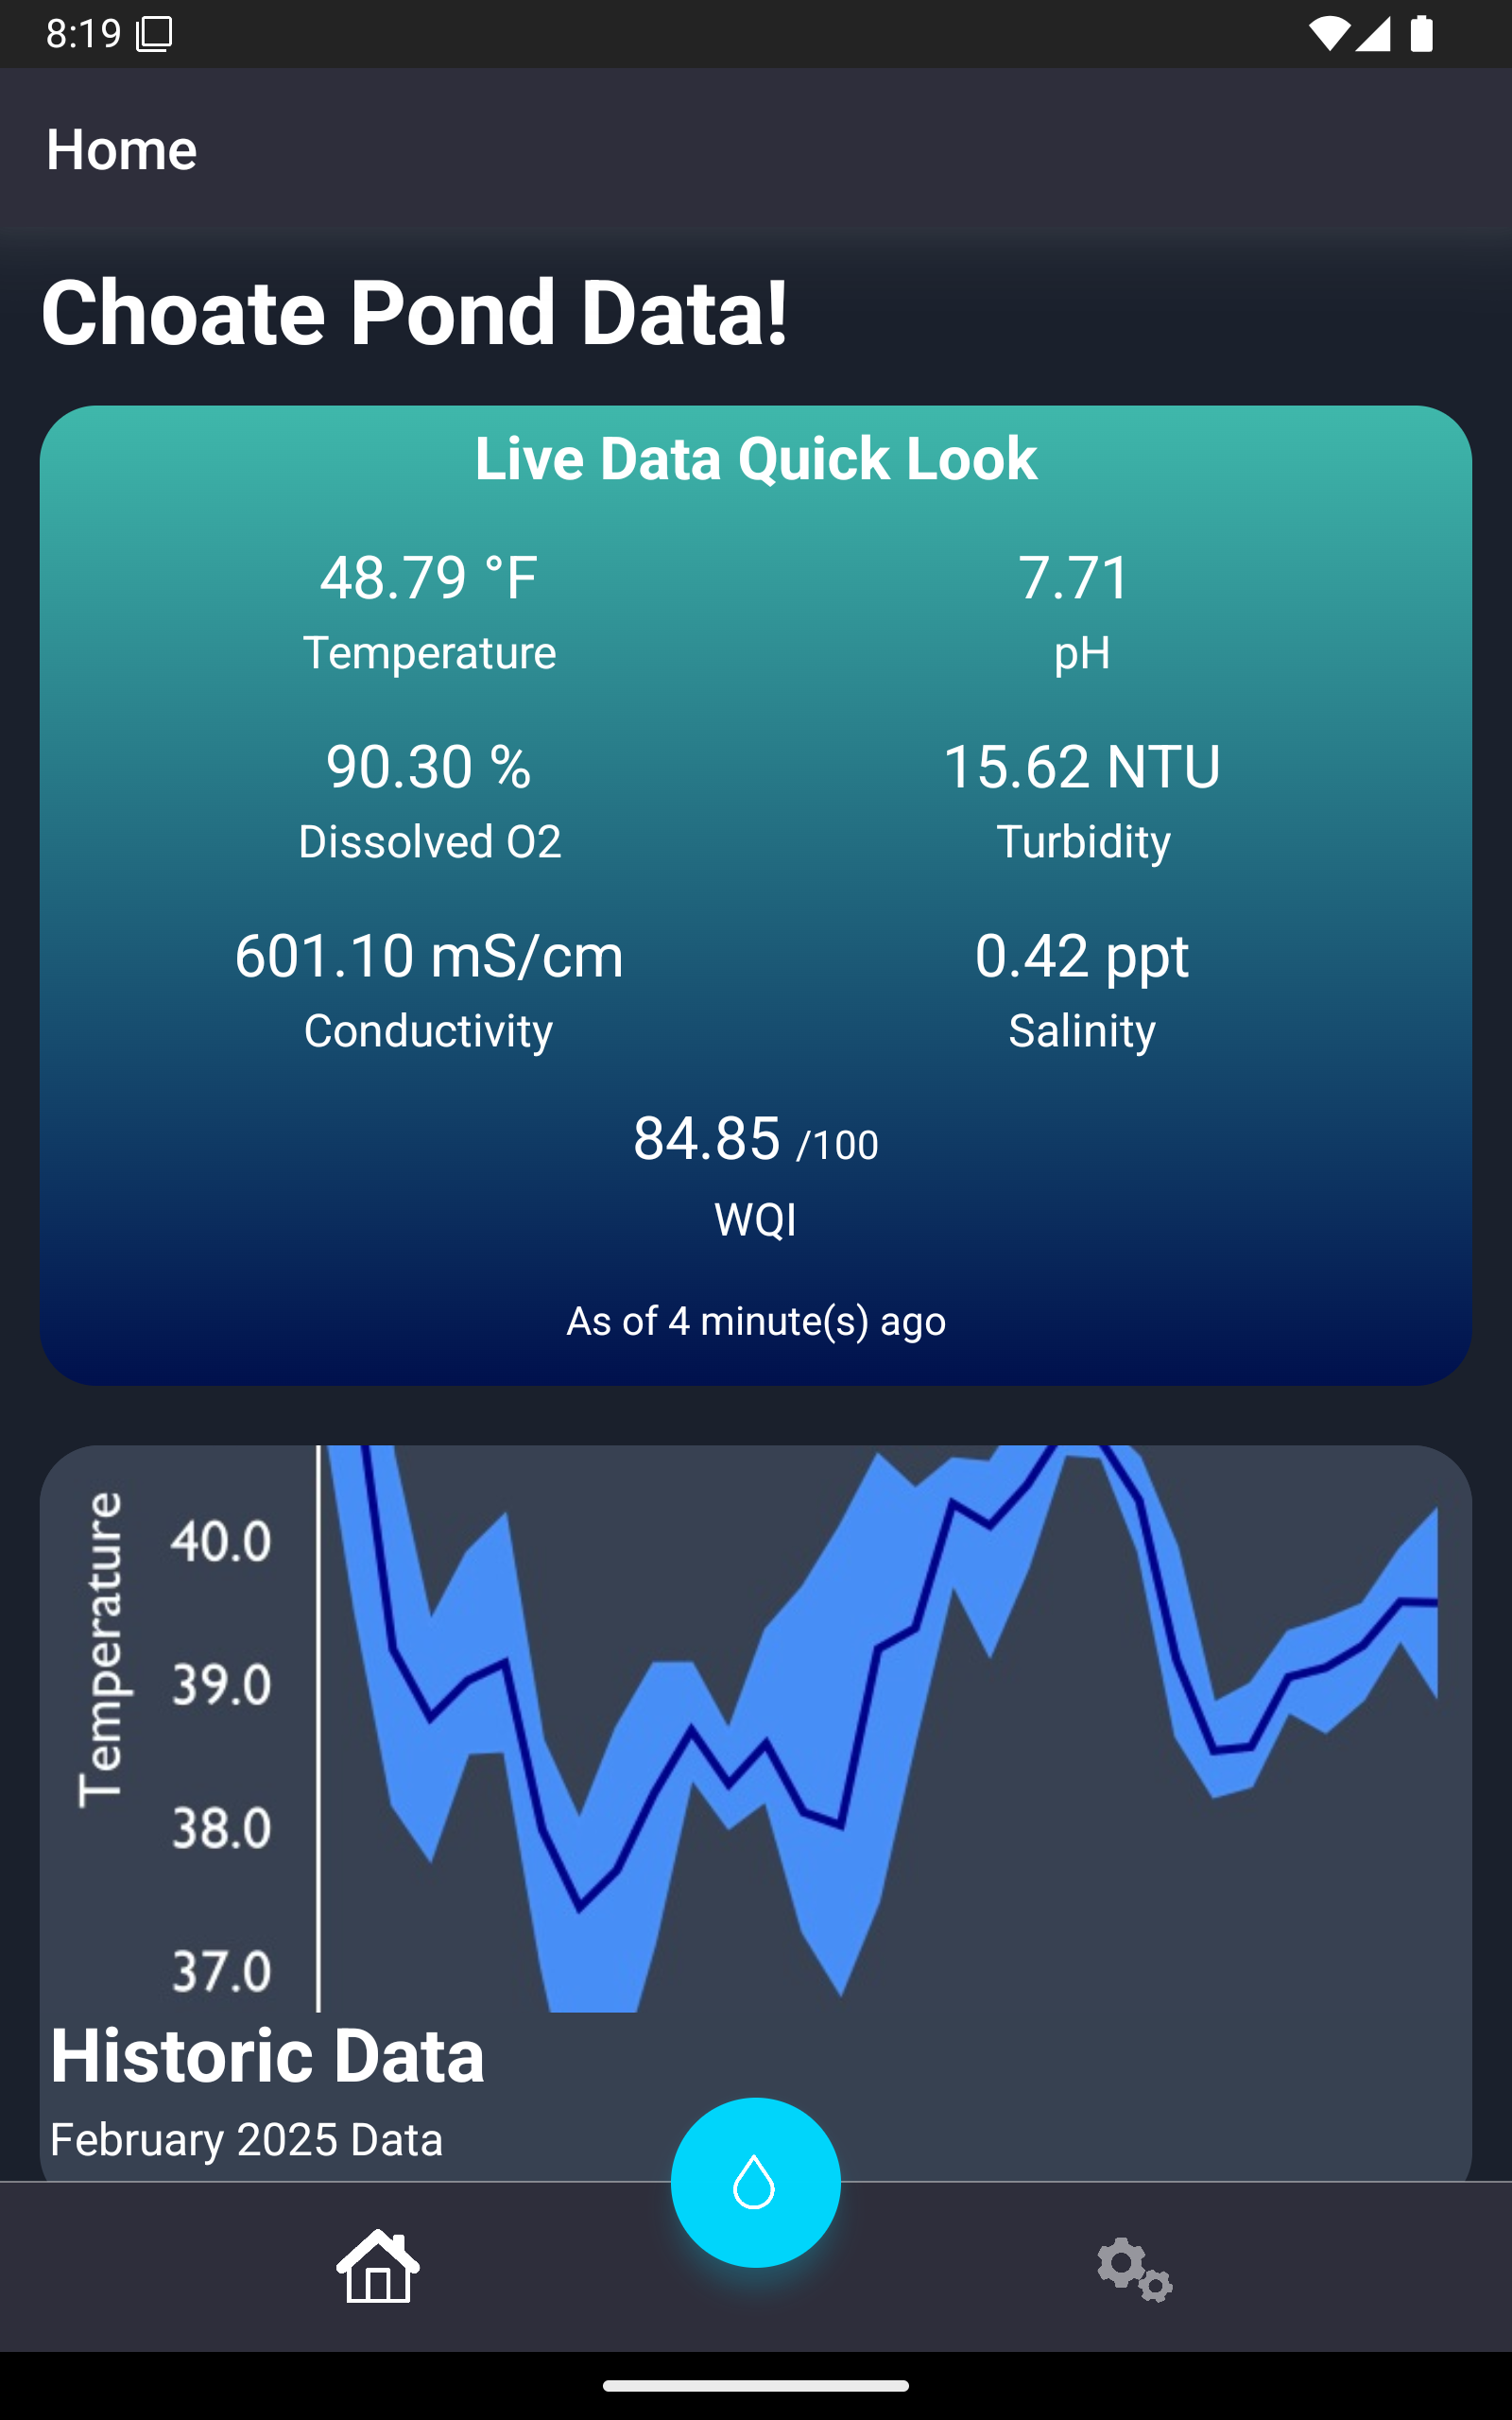 8:19
Home
Choate Pond Data!
Live Data Quick Look
48.79 °F
Temperature
7.71
pH
90.30 %
Dissolved O2
15.62 NTU
Turbidity
601.10 mS/cm
Conductivity
0.42 ppt
Salinity
84.85 /100
WQI
As of 4 minute(s) ago
Temperature
40.0
39.0
38.0
37.0
Historic Data
February 2025 Data